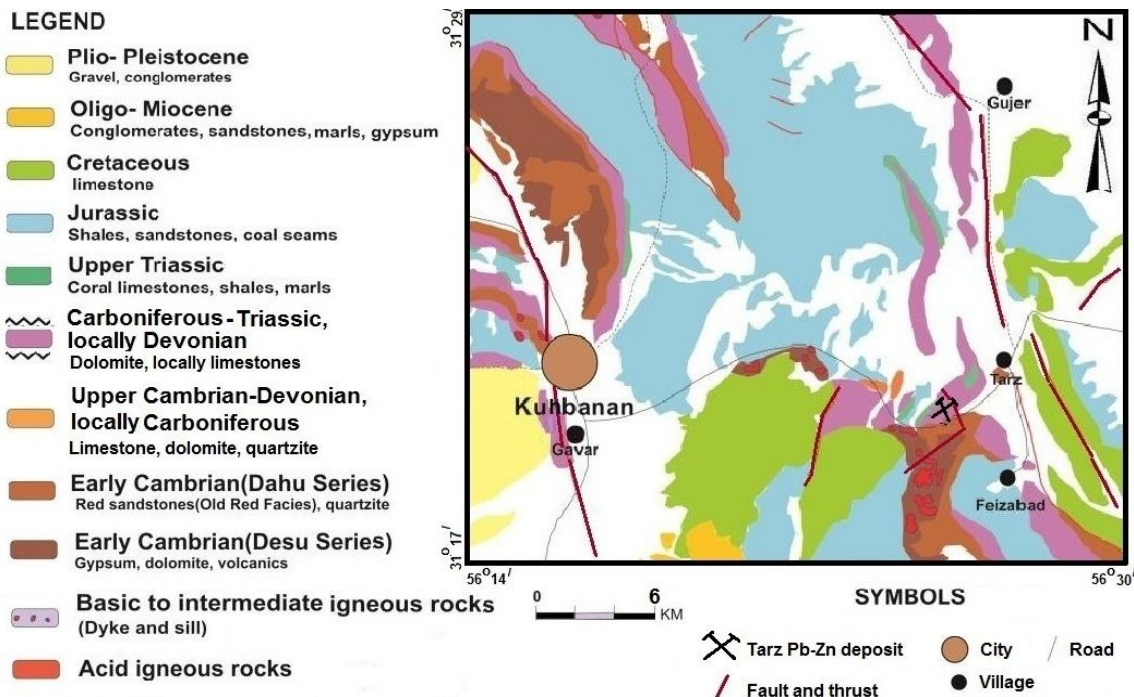 LEGEND
Plio- Pleistocene
Gravel, conglomerates
Oligo- Miocene
Conglomerates, sandstones, marls, gypsum
Cretaceous
limestone
Jurassic
Shales, sandstones, coal seams
Upper Triassic
Coral limestones, shales, marls
Carboniferous-Triassic,
locally Devonian
Dolomite, locally limestones
Upper Cambrian-Devonian,
locally Carboniferous
Limestone, dolomite, quartzite
Early Cambrian(Dahu Series)
Red sandstones(Old Red Facies), quartzite
Early Cambrian(Desu Series)
Gypsum, dolomite, volcanics
Basic to intermediate igneous rocks
(Dyke and sill)
Acid igneous rocks
31° 29'
N
Gujer
Tarz
Kuhbanan
Gavar
Feizabad
31° 17'
56° 14'
56° 30'
0 6
KM
SYMBOLS
Tarz Pb-Zn deposit
City
Road
Fault and thrust
Village